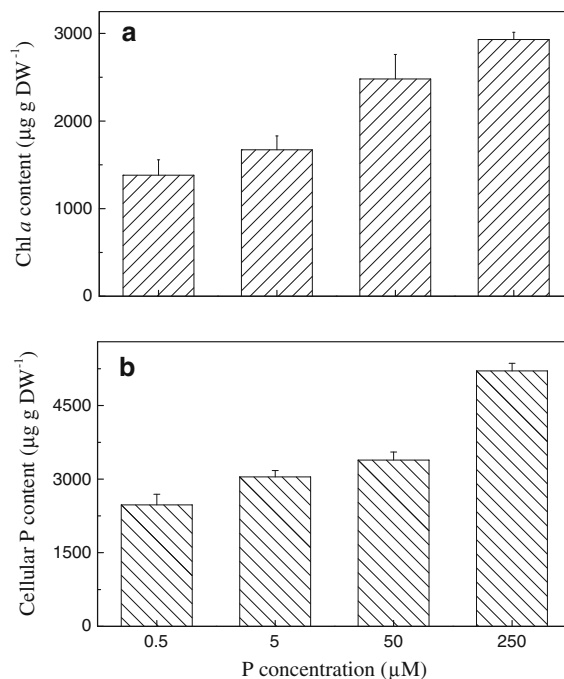 a
3000
2000
1000
0
Chl a content (µg g DW⁻¹)
b
4500
3000
1500
0
Cellular P content (µg g DW⁻¹)
0.5 5 50 250
P concentration (µM)